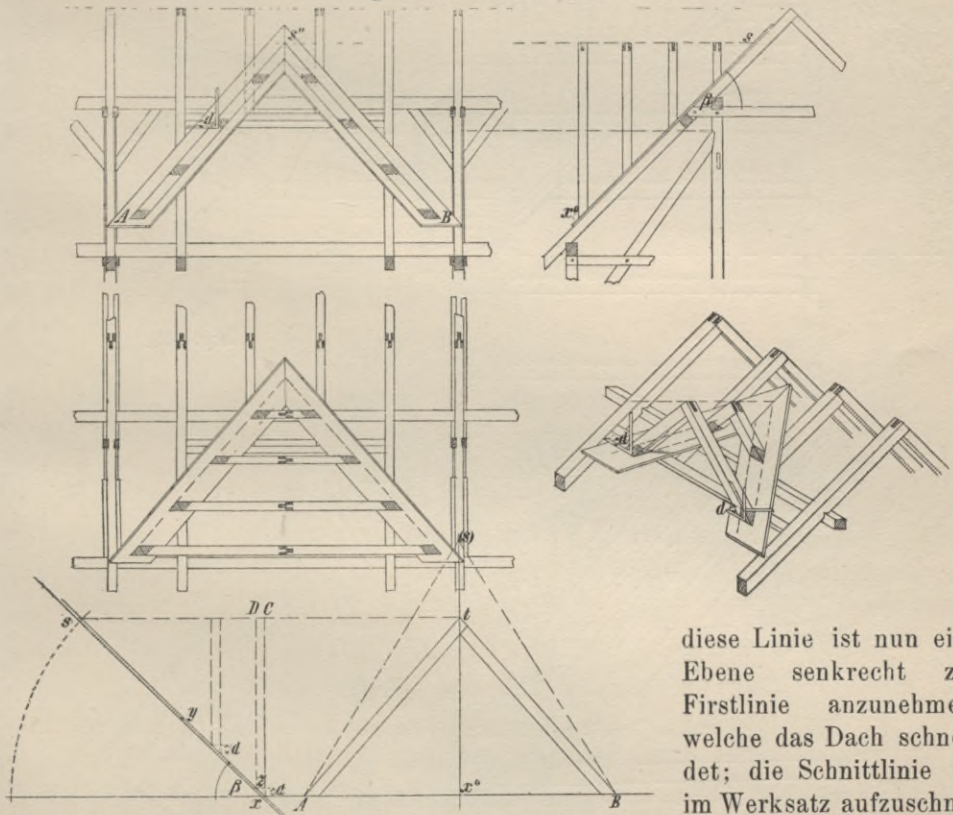 s"
s
β
d
x°
A
B
d
d
(s)
D C
t
s
y
d
β
z
d
x
A
x°
B
diese Linie ist nun ei
Ebene senkrecht z
Firstlinie anzunehme
welche das Dach schne
det; die Schnittlinie
im Werksatz aufzuschn